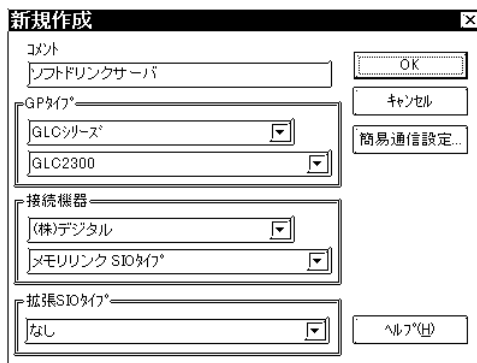 新規作成
コメント
ソフトドリンクサーバ
OK
キャンセル
簡易通信設定...
GPﾀｲﾌﾟ
GLCｼﾘｰｽﾞ
GLC2300
接続機器
(株)デジタル
メモリリンク SIOﾀｲﾌﾟ
拡張SIOﾀｲﾌﾟ
なし
ﾍﾙﾌﾟ(H)